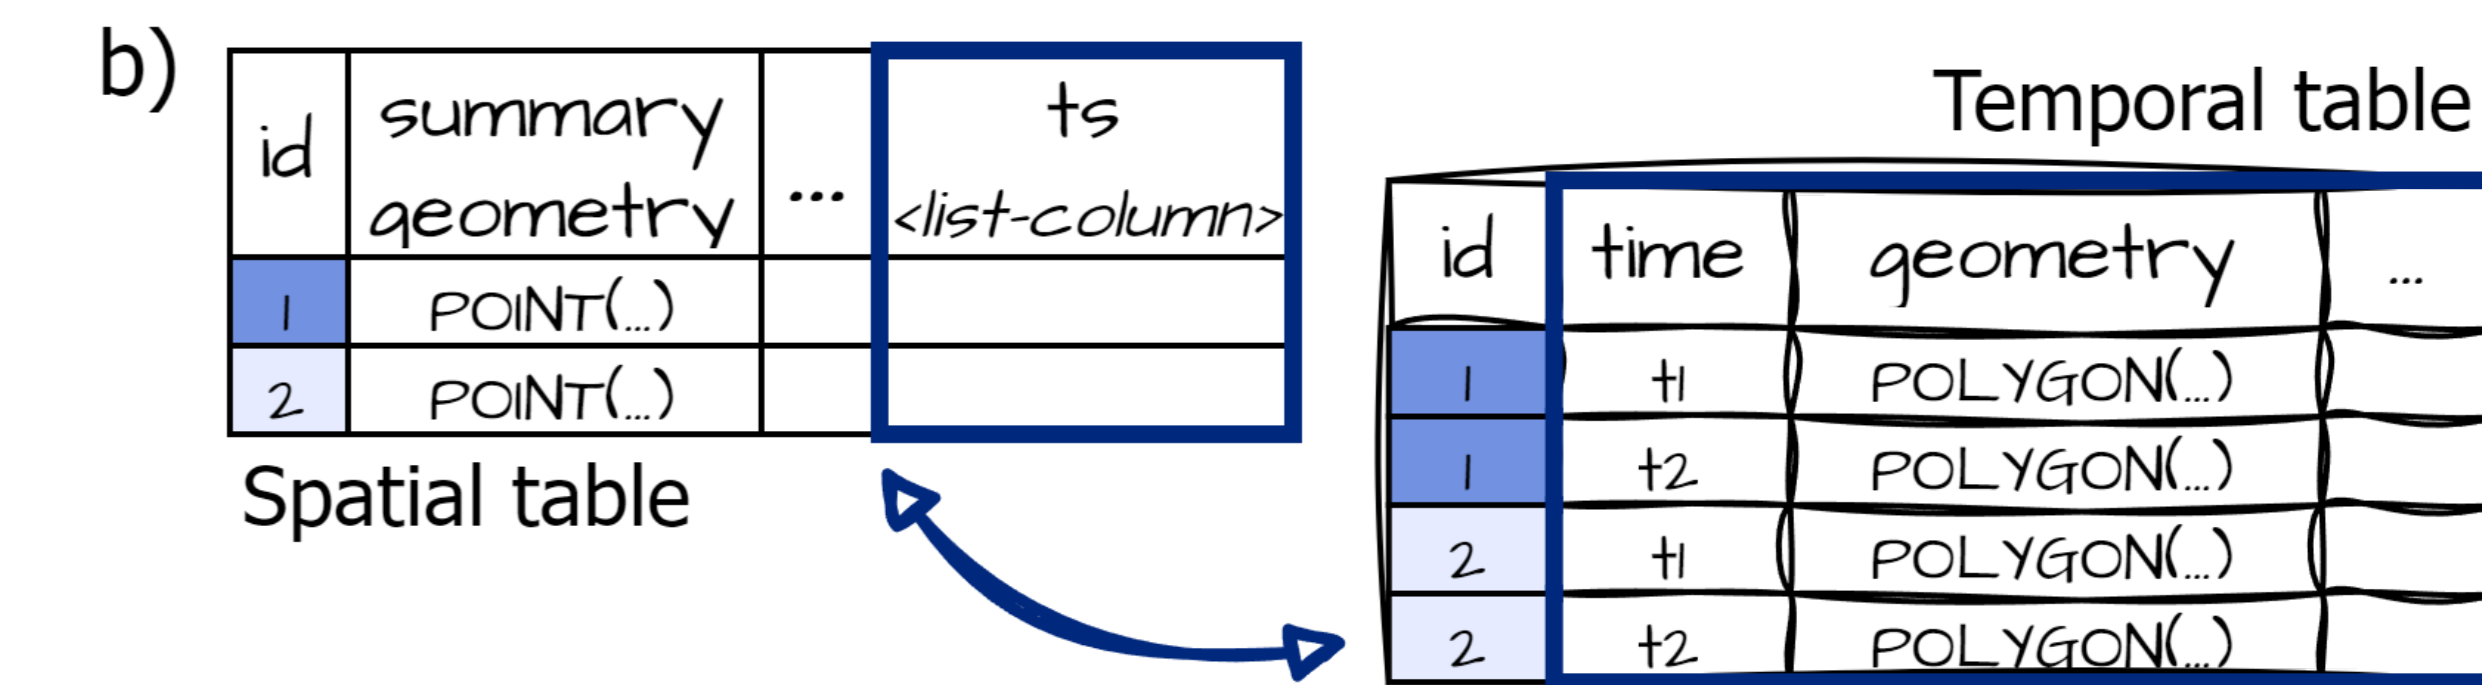 b)
id summary geometry ... ts <list-column>
1 POINT(...)
2 POINT(...)
Spatial table
Temporal table
id time geometry ...
1 t1 POLYGON(...)
1 t2 POLYGON(...)
2 t1 POLYGON(...)
2 t2 POLYGON(...)